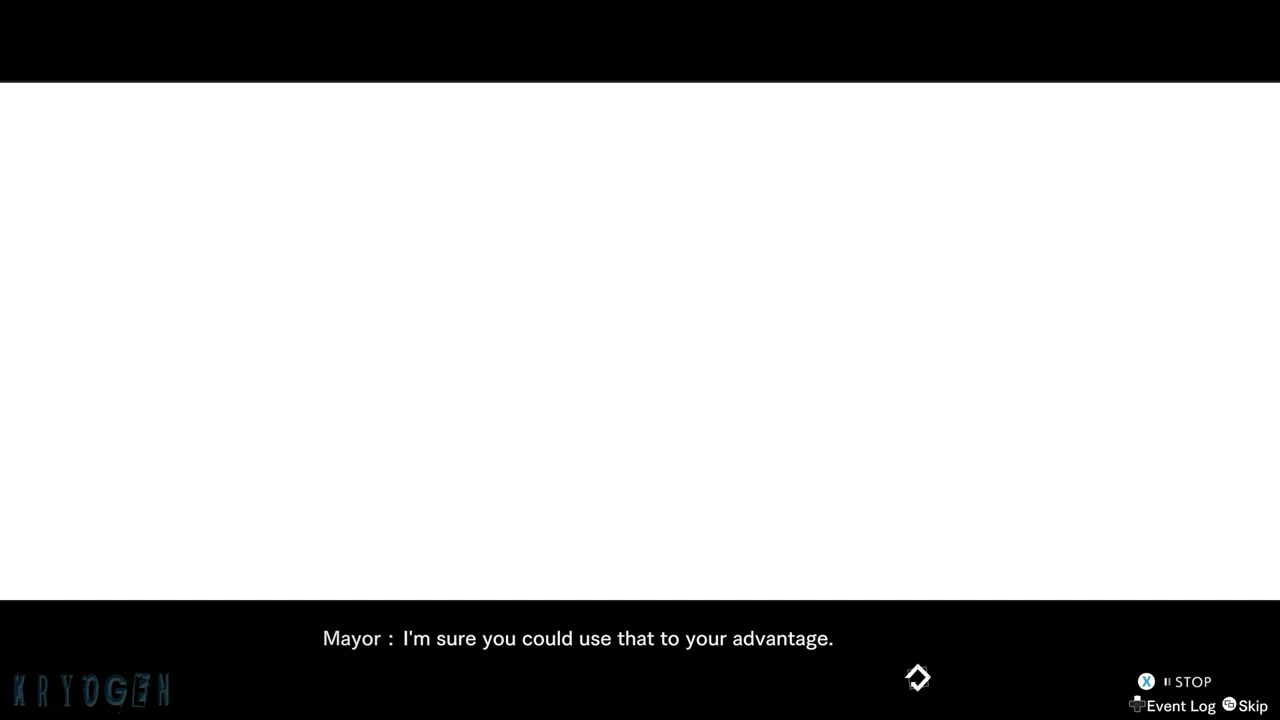 Mayor : I'm sure you could use that to your advantage.
KRYOGEN
X STOP
Event Log Skip